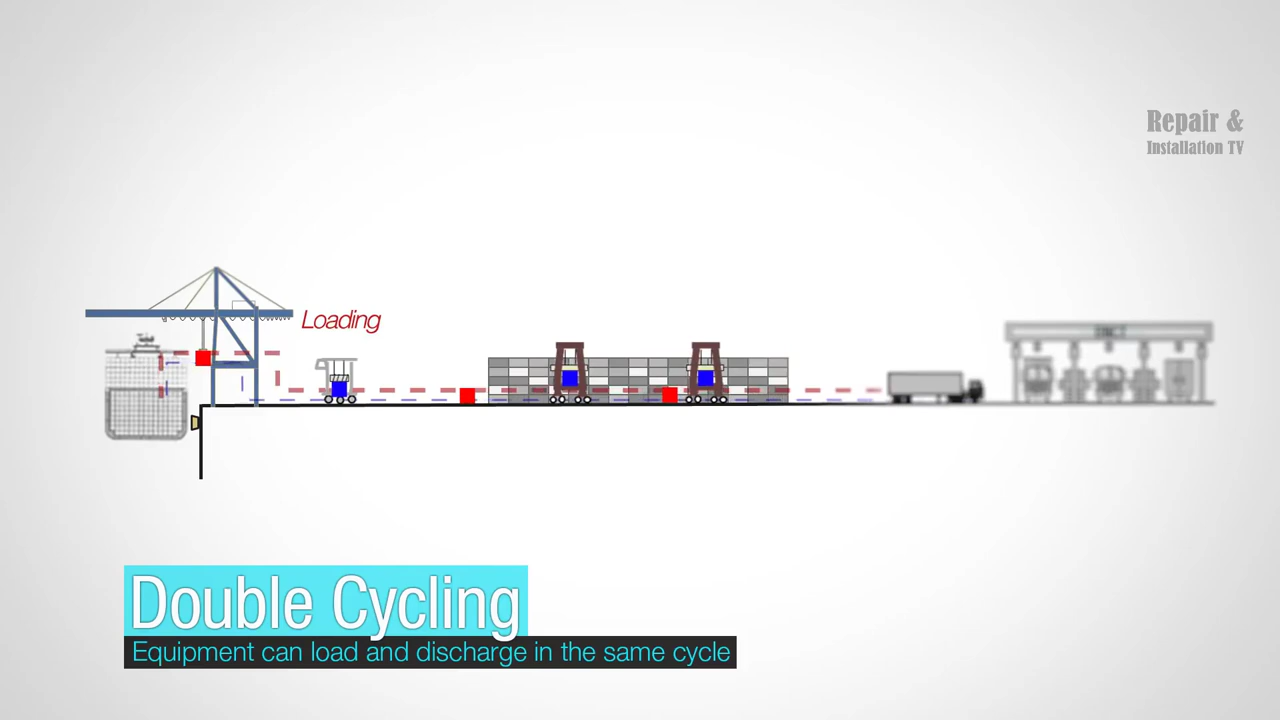 Repair &
Installation TV
Loading
Double Cycling
Equipment can load and discharge in the same cycle